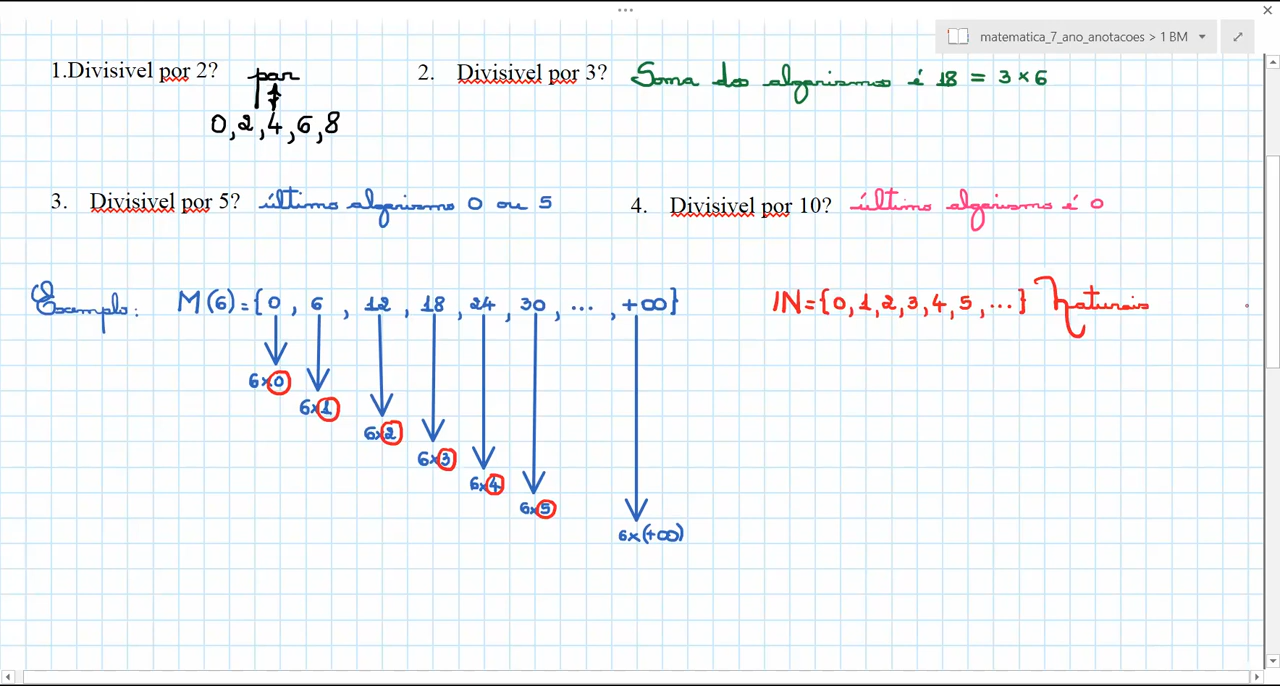 matematica_7_ano_anotacoes > 1 BM
1.Divisivel por 2? par
0, 2, 4, 6, 8
2. Divisivel por 3? Soma dos algarismos é 18 = 3 × 6
3. Divisivel por 5? último algarismo 0 ou 5
4. Divisivel por 10? último algarismo é 0
Exemplo: M(6)={0, 6, 12, 18, 24, 30, ..., +∞}
IN={0,1,2,3,4,5,...} Naturais
6×0
6×1
6×2
6×3
6×4
6×5
6×(+∞)